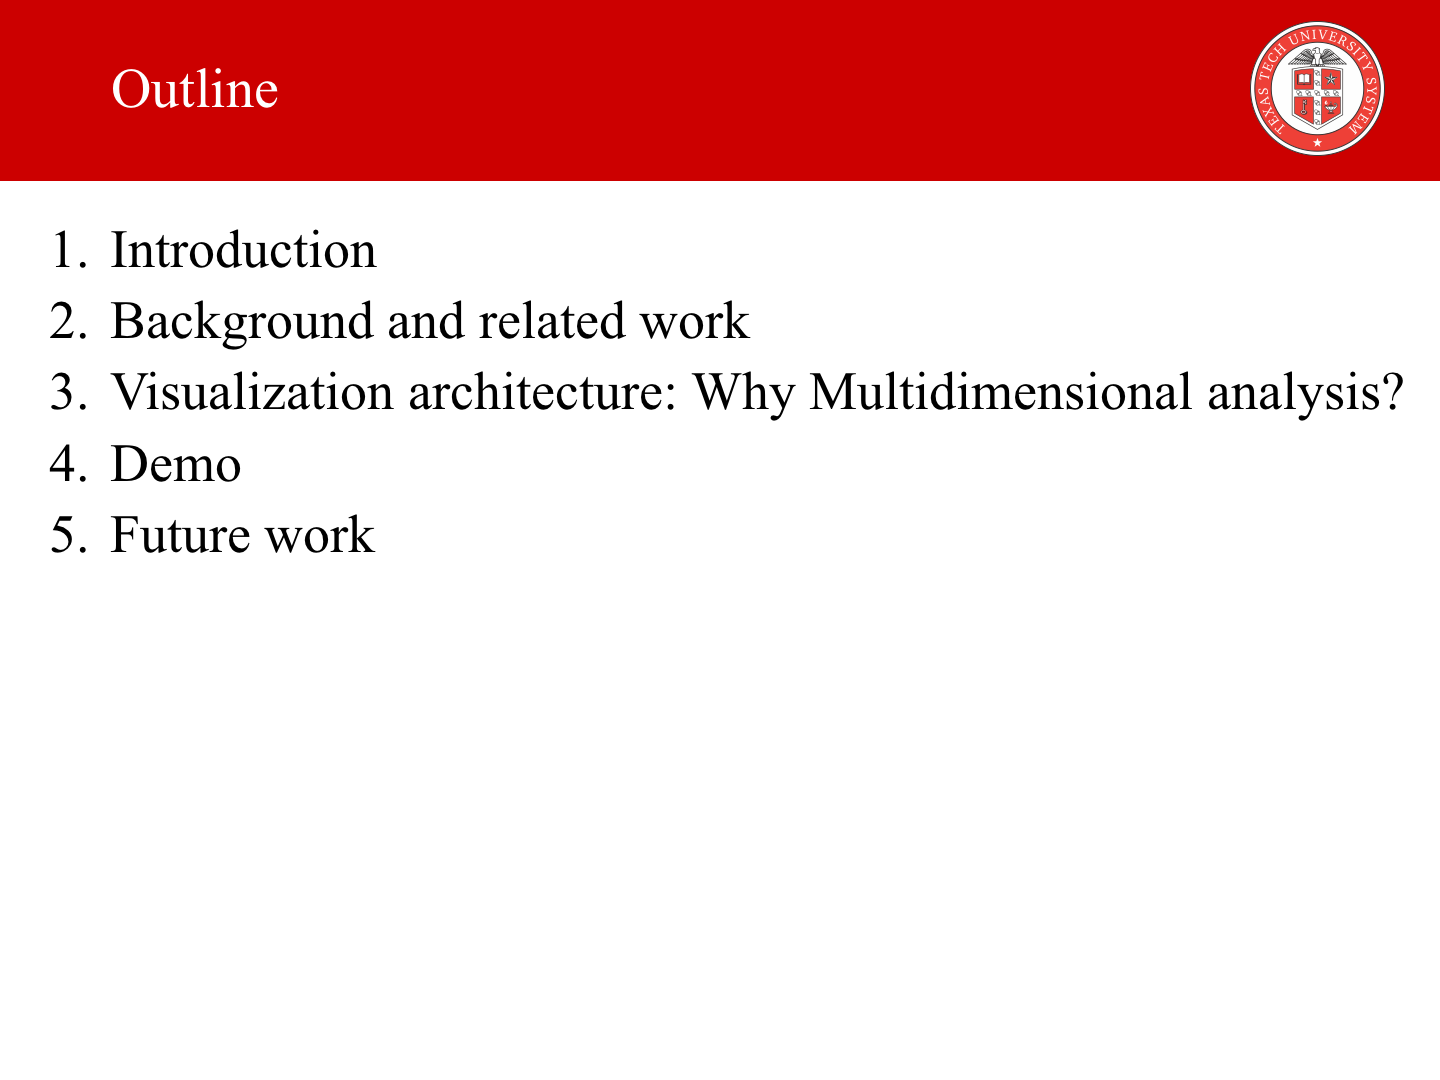 Outline
TEXAS TECH UNIVERSITY SYSTEM
1. Introduction
2. Background and related work
3. Visualization architecture: Why Multidimensional analysis?
4. Demo
5. Future work